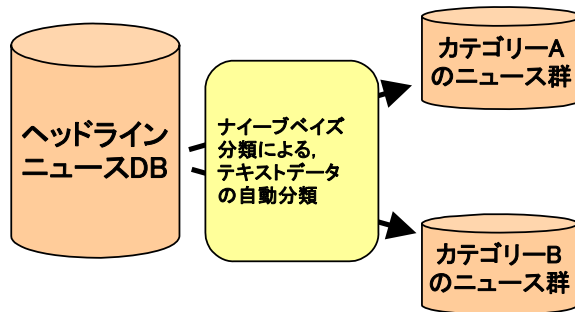 ヘッドライン
ニュースDB
ナイーブベイズ
分類による,
テキストデータ
の自動分類
カテゴリーA
のニュース群
カテゴリーB
のニュース群